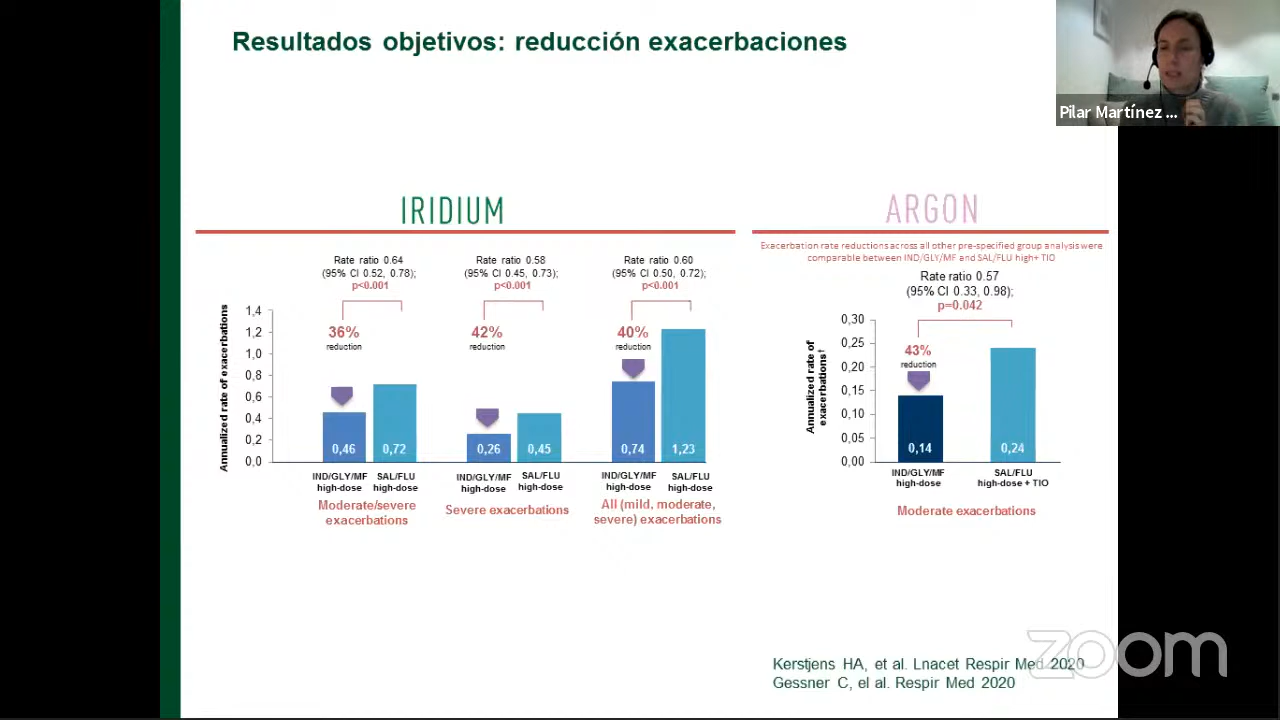 Resultados objetivos: reducción exacerbaciones
Pilar Martínez ...
IRIDIUM
Rate ratio 0.64
(95% CI 0.52, 0.78);
p<0.001
Rate ratio 0.58
(95% CI 0.45, 0.73);
p<0.001
Rate ratio 0.60
(95% CI 0.50, 0.72);
p<0.001
Annualized rate of exacerbations
1,4
1,2
1,0
0,8
0,6
0,4
0,2
0,0
36%
reduction
42%
reduction
40%
reduction
0,46
0,72
0,26
0,45
0,74
1,23
IND/GLY/MF
high-dose
SAL/FLU
high-dose
IND/GLY/MF
high-dose
SAL/FLU
high-dose
IND/GLY/MF
high-dose
SAL/FLU
high-dose
Moderate/severe
exacerbations
Severe exacerbations
All (mild, moderate,
severe) exacerbations
ARGON
Exacerbation rate reductions across all other pre-specified group analysis were
comparable between IND/GLY/MF and SAL/FLU high+ TIO
Rate ratio 0.57
(95% CI 0.33, 0.98);
p=0.042
Annualized rate of
exacerbations†
0,30
0,25
0,20
0,15
0,10
0,05
0,00
43%
reduction
0,14
0,24
IND/GLY/MF
high-dose
SAL/FLU
high-dose + TIO
Moderate exacerbations
Kerstjens HA, et al. Lnacet Respir Med 2020
Gessner C, el al. Respir Med 2020
zoom